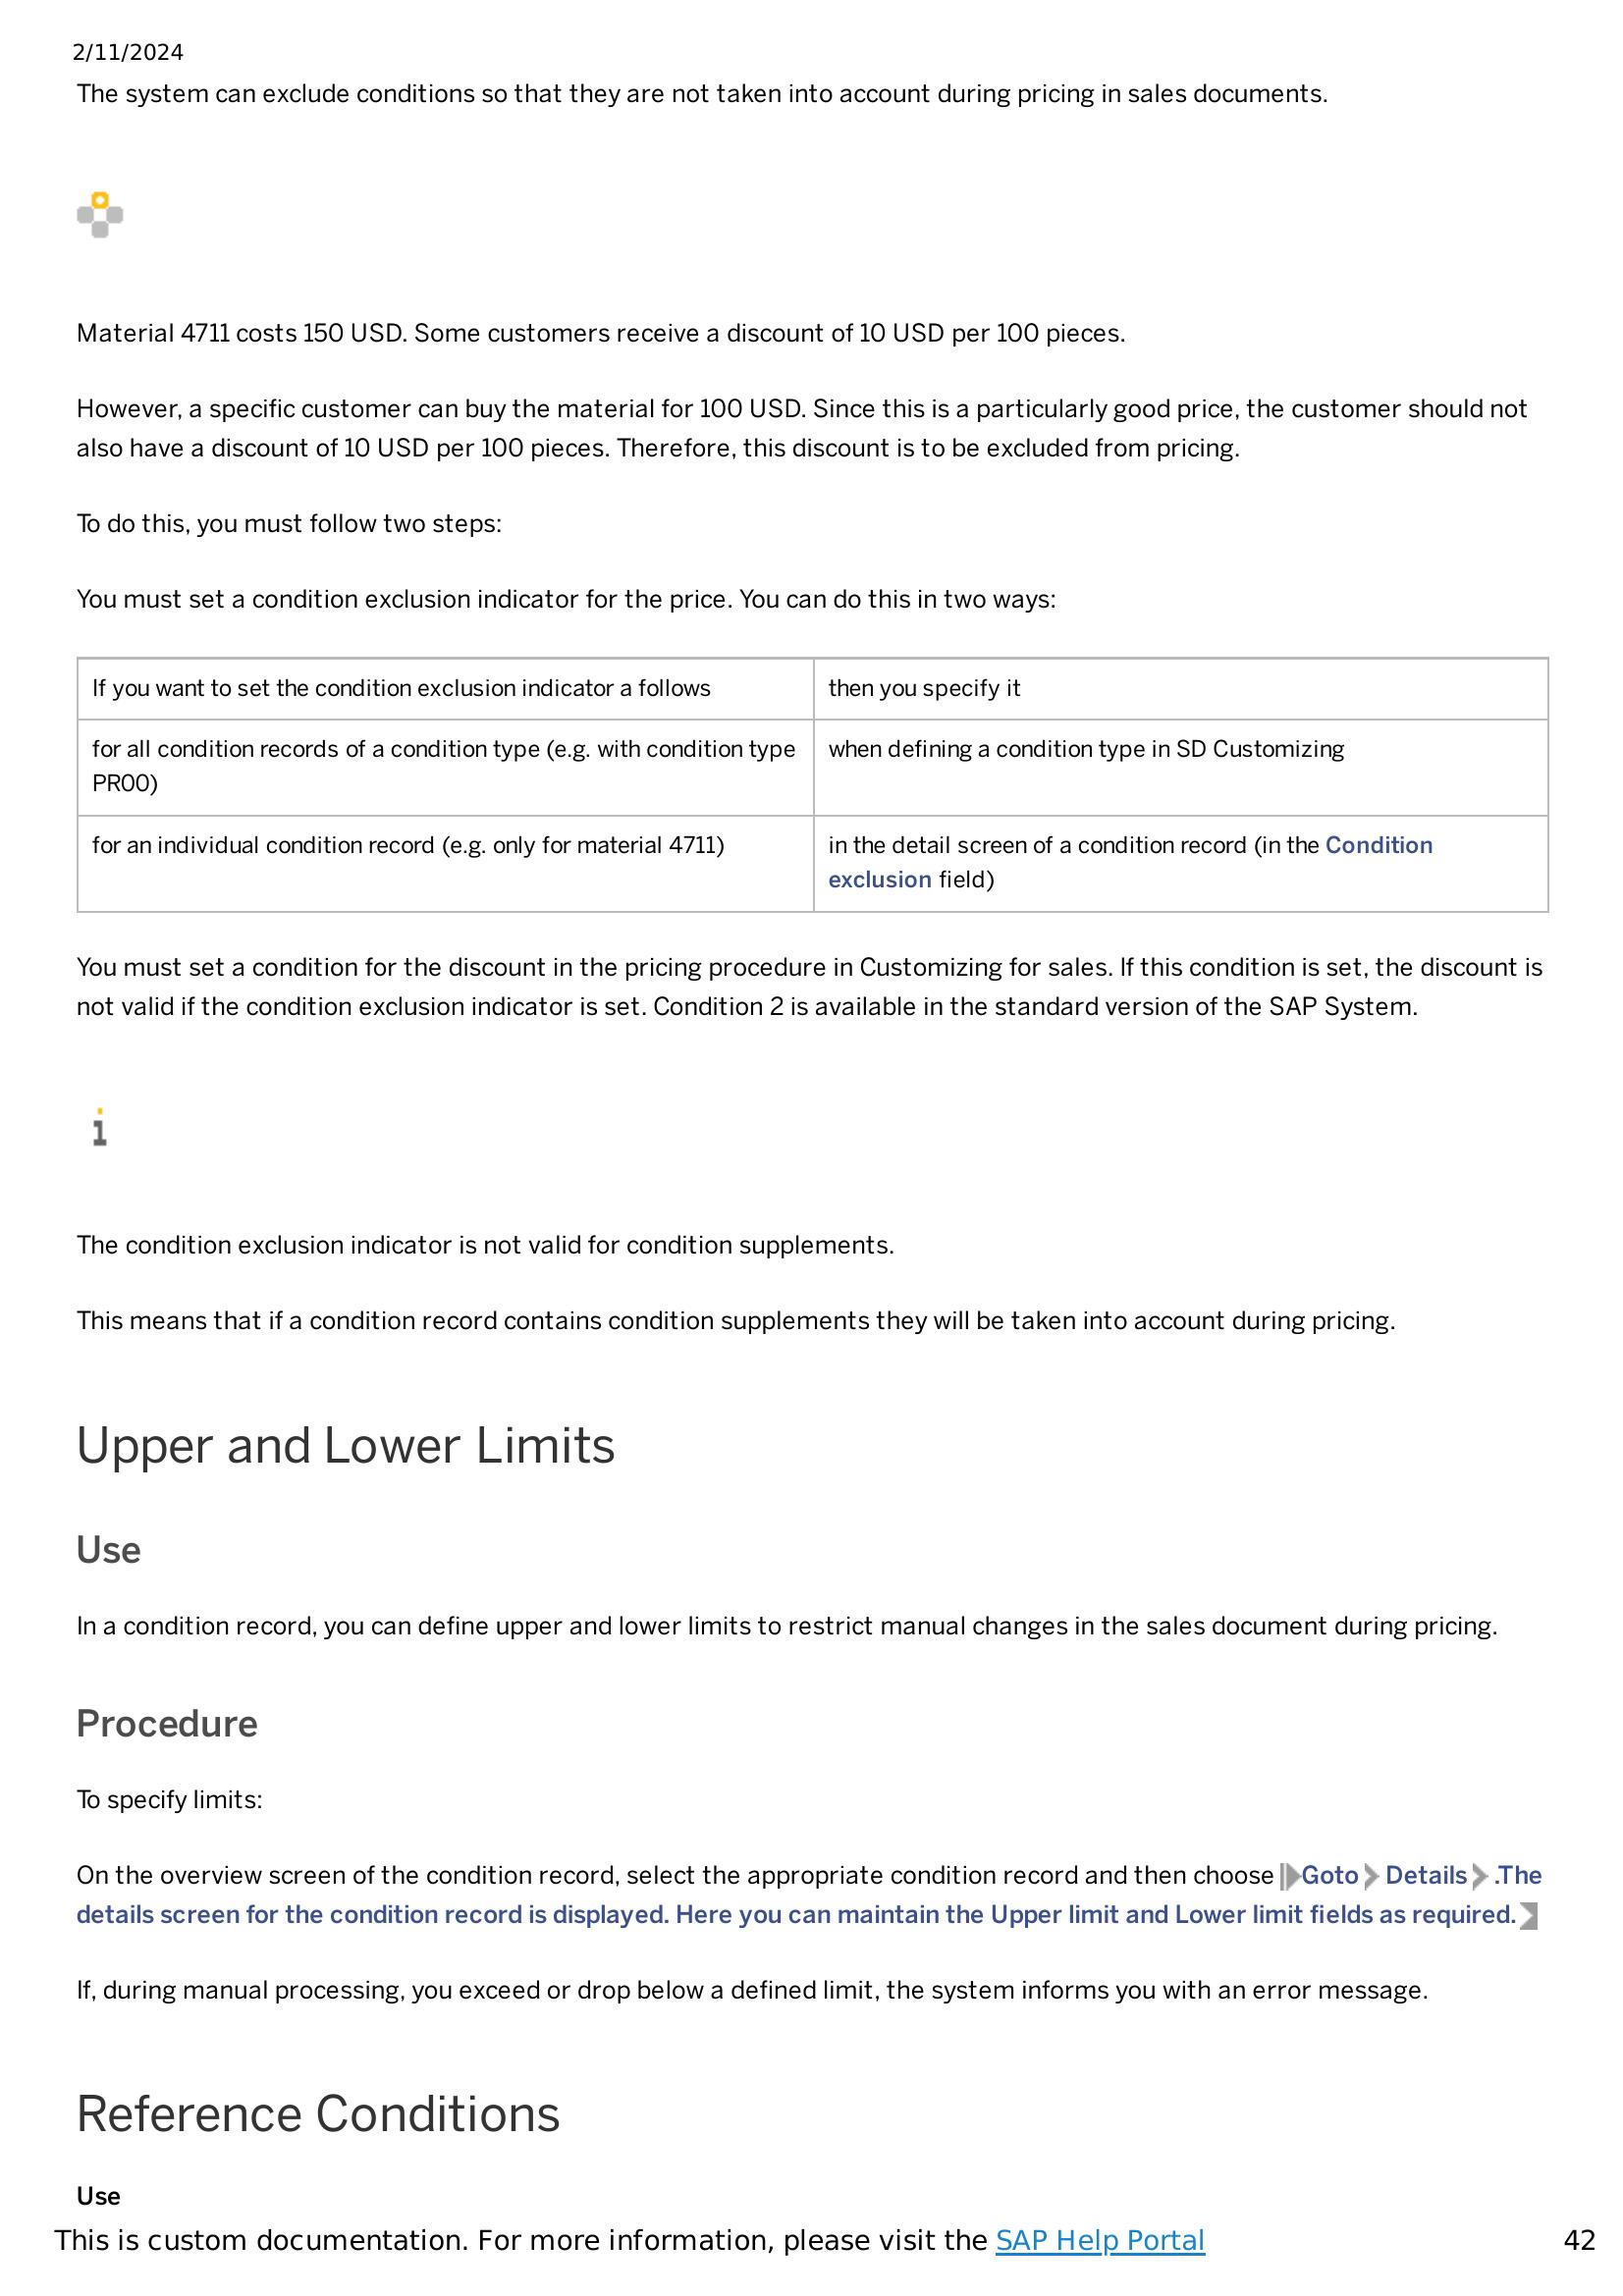 2/11/2024
The system can exclude conditions so that they are not taken into account during pricing in sales documents.
Material 4711 costs 150 USD. Some customers receive a discount of 10 USD per 100 pieces.
However, a specific customer can buy the material for 100 USD. Since this is a particularly good price, the customer should not
also have a discount of 10 USD per 100 pieces. Therefore, this discount is to be excluded from pricing.
To do this, you must follow two steps:
You must set a condition exclusion indicator for the price. You can do this in two ways:
If you want to set the condition exclusion indicator a follows
then you specify it
for all condition records of a condition type (e.g. with condition type
PR00)
when defining a condition type in SD Customizing
for an individual condition record (e.g. only for material 4711)
in the detail screen of a condition record (in the Condition
exclusion field)
You must set a condition for the discount in the pricing procedure in Customizing for sales. If this condition is set, the discount is
not valid if the condition exclusion indicator is set. Condition 2 is available in the standard version of the SAP System.
The condition exclusion indicator is not valid for condition supplements.
This means that if a condition record contains condition supplements they will be taken into account during pricing.
Upper and Lower Limits
Use
In a condition record, you can define upper and lower limits to restrict manual changes in the sales document during pricing.
Procedure
To specify limits:
On the overview screen of the condition record, select the appropriate condition record and then choose Goto Details .The
details screen for the condition record is displayed. Here you can maintain the Upper limit and Lower limit fields as required.
If, during manual processing, you exceed or drop below a defined limit, the system informs you with an error message.
Reference Conditions
Use
This is custom documentation. For more information, please visit the SAP Help Portal
42